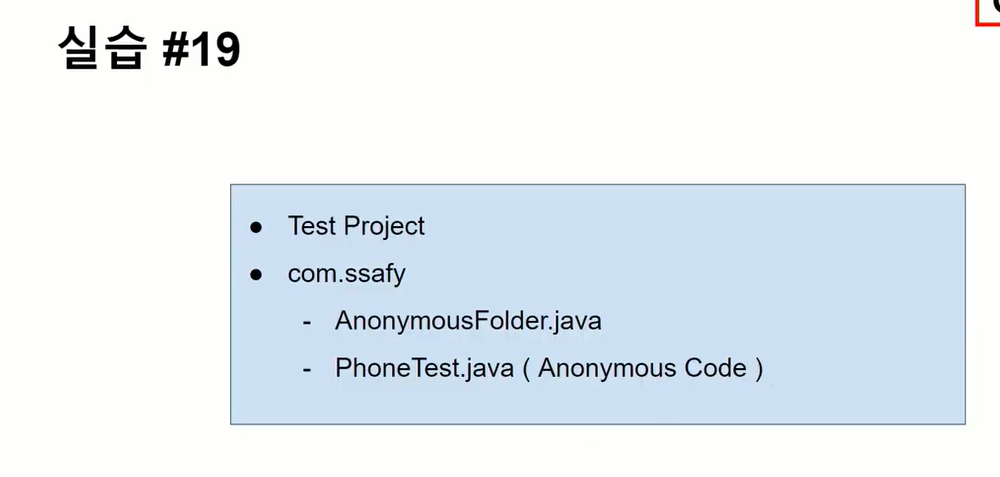 실습 #19
● Test Project
● com.ssafy
- AnonymousFolder.java
- PhoneTest.java ( Anonymous Code )